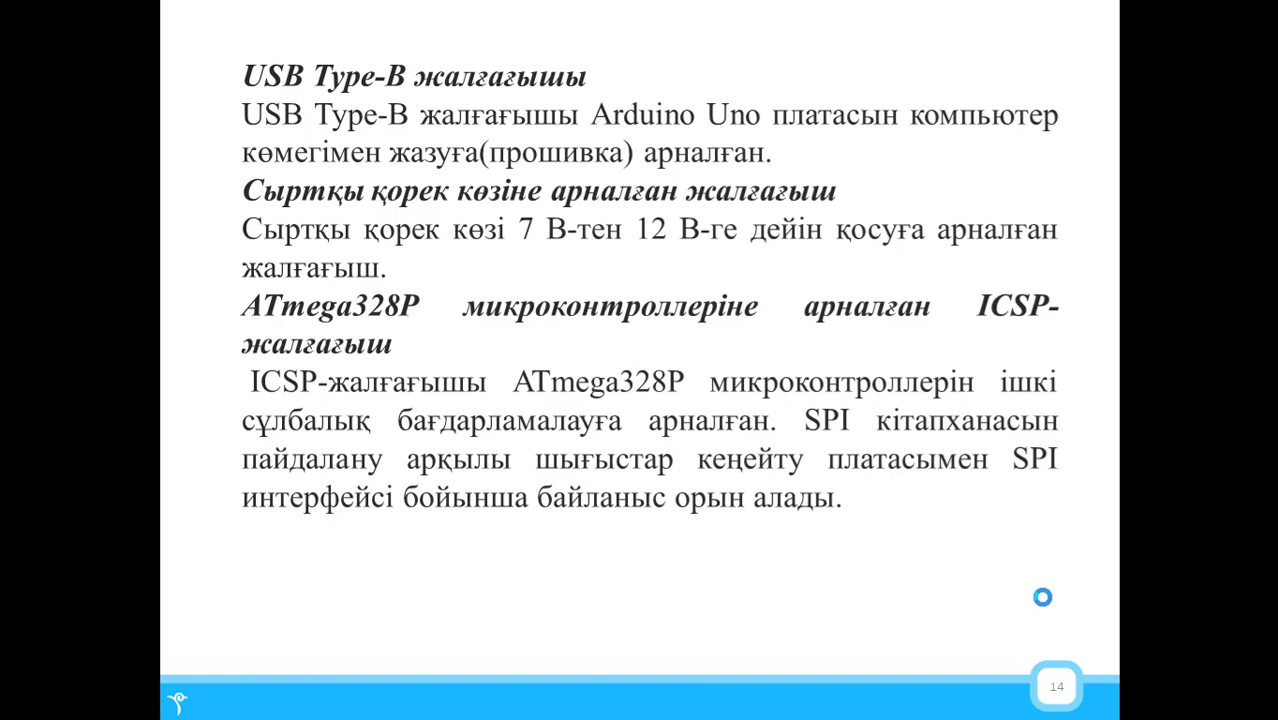 USB Type-B жалғағышы
USB Type-B жалғағышы Arduino Uno платасын компьютер
көмегімен жазуға(прошивка) арналған.
Сыртқы қорек көзіне арналған жалғағыш
Сыртқы қорек көзі 7 В-тен 12 В-ге дейін қосуға арналған
жалғағыш.
ATmega328P микроконтроллеріне арналған ICSP-
жалғағыш
ICSP-жалғағышы ATmega328P микроконтроллерін ішкі
сұлбалық бағдарламалауға арналған. SPI кітапханасын
пайдалану арқылы шығыстар кеңейту платасымен SPI
интерфейсі бойынша байланыс орын алады.
14